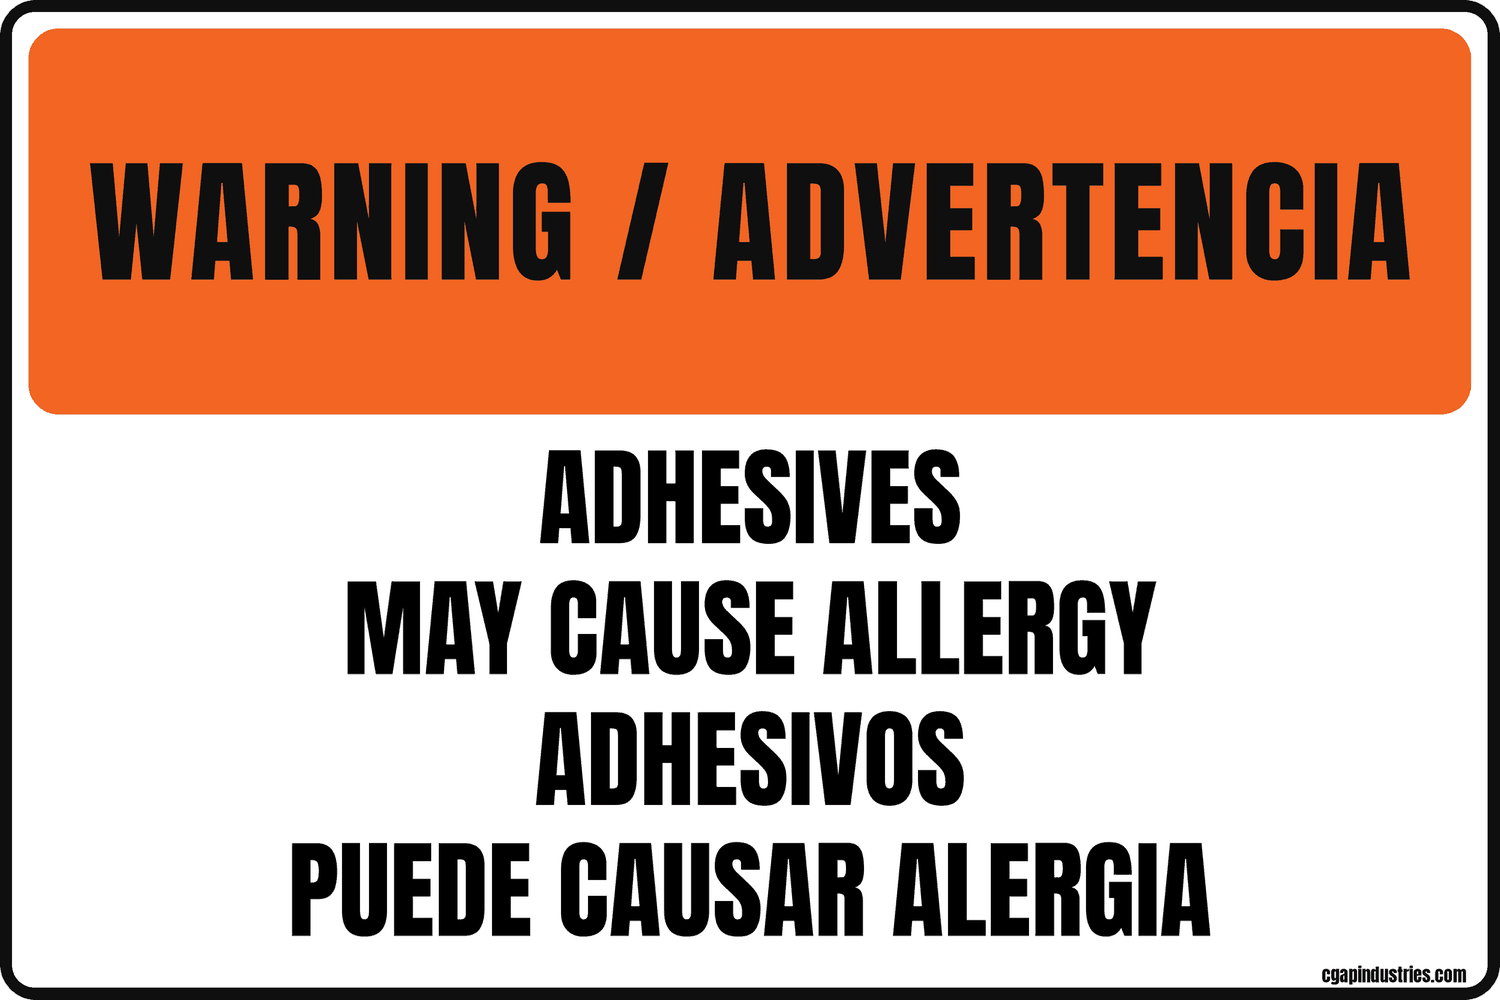 WARNING / ADVERTENCIA
ADHESIVES
MAY CAUSE ALLERGY
ADHESIVOS
PUEDE CAUSAR ALERGIA
cgapindustries.com